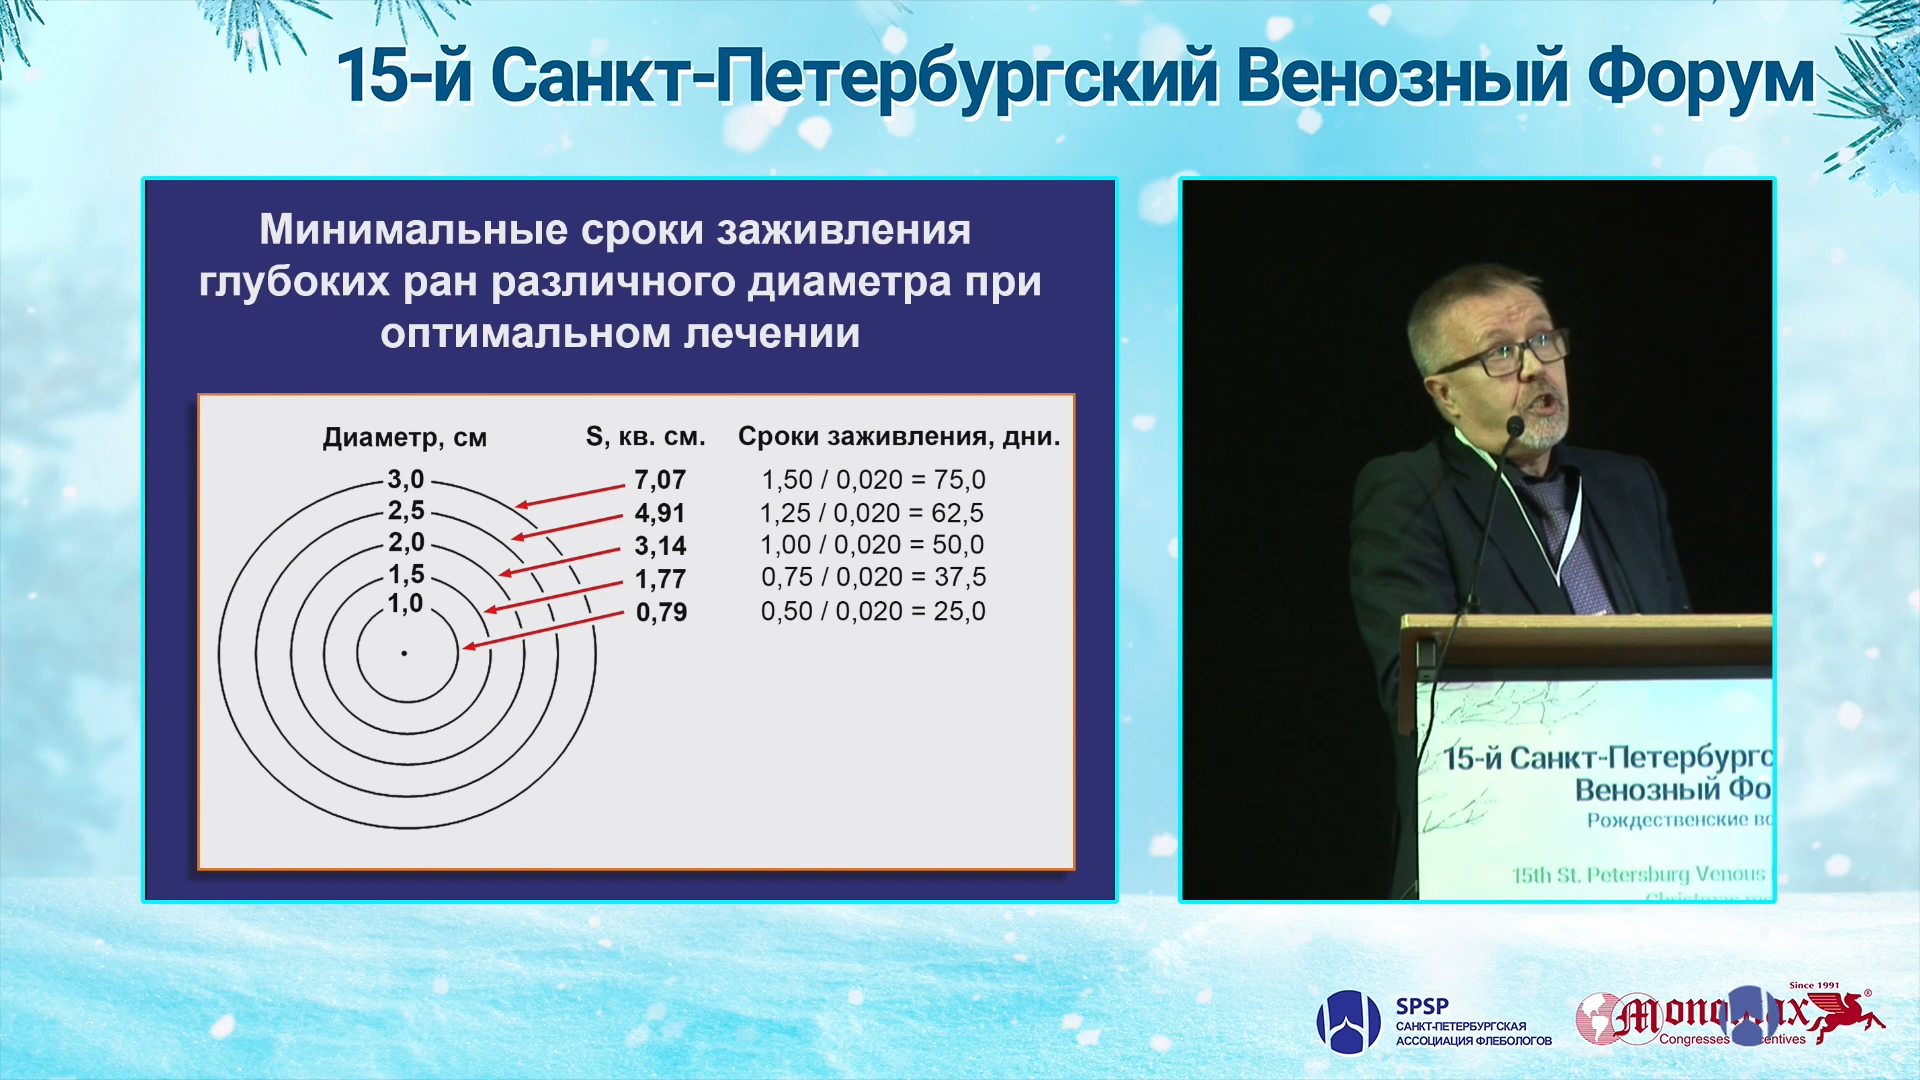 15-й Санкт-Петербургский Венозный Форум
Минимальные сроки заживления
глубоких ран различного диаметра при
оптимальном лечении
Диаметр, см S, кв. см. Сроки заживления, дни.
3,0 7,07 1,50 / 0,020 = 75,0
2,5 4,91 1,25 / 0,020 = 62,5
2,0 3,14 1,00 / 0,020 = 50,0
1,5 1,77 0,75 / 0,020 = 37,5
1,0 0,79 0,50 / 0,020 = 25,0
15-й Санкт-Петербургс
Венозный Фо
Рождественские вс
15th St. Petersburg Venous
SPSP
САНКТ-ПЕТЕРБУРГСКАЯ
АССОЦИАЦИЯ ФЛЕБОЛОГОВ
Since 1991
Monomax ®
Congresses